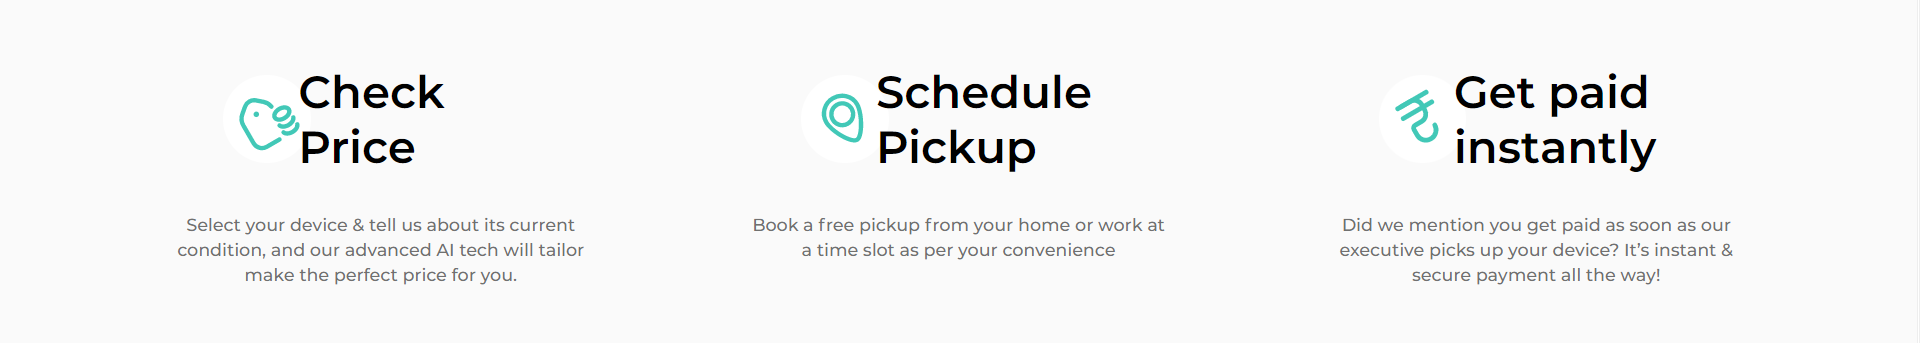 Check
Price
Select your device & tell us about its current
condition, and our advanced AI tech will tailor
make the perfect price for you.
Schedule
Pickup
Book a free pickup from your home or work at
a time slot as per your convenience
Get paid
instantly
Did we mention you get paid as soon as our
executive picks up your device? It’s instant &
secure payment all the way!